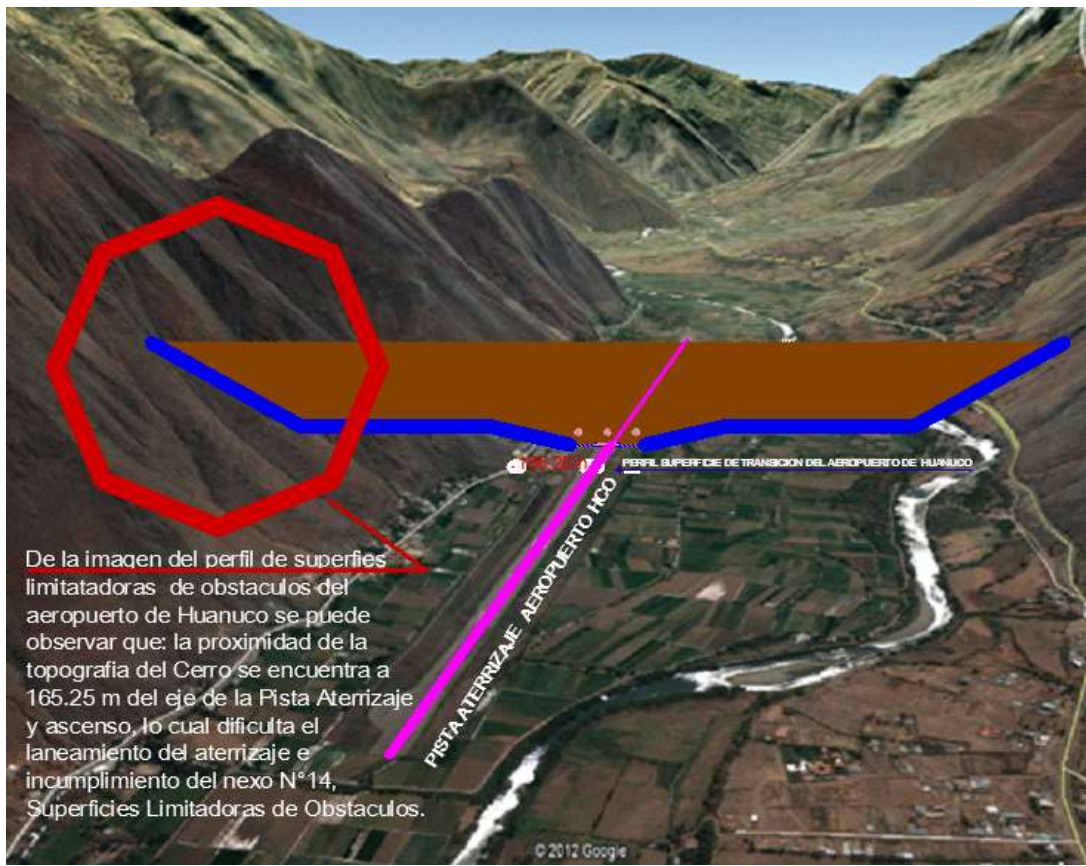 PERFIL SUPERFICIE DE TRANSICION DEL AEROPUERTO DE HUANUCO
PISTA ATERRIZAJE AEROPUERTO HCO
De la imagen del perfil de superfies
limitatadoras de obstaculos del
aeropuerto de Huanuco se puede
observar que: la proximidad de la
topografia del Cerro se encuentra a
165.25 m del eje de la Pista Aterrizaje
y ascenso, lo cual dificulta el
laneamiento del aterrizaje e
incumplimiento del nexo N°14,
Superficies Limitadoras de Obstaculos.
© 2012 Google